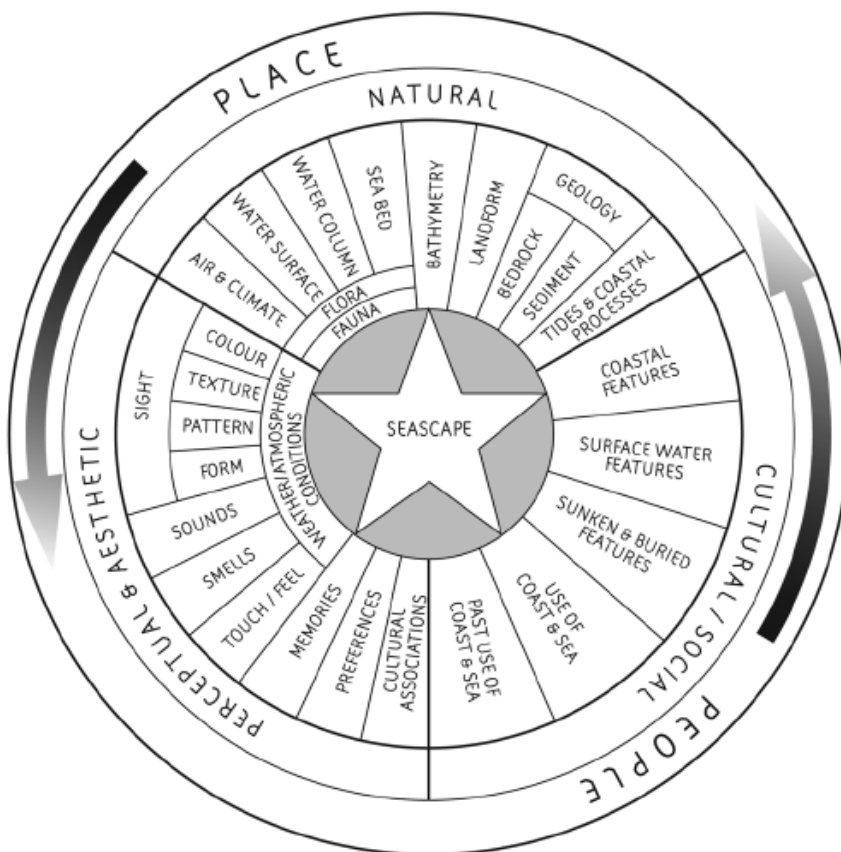 PLACE
NATURAL
AIR & CLIMATE
WATER SURFACE
WATER COLUMN
SEA BED
FLORA
FAUNA
BATHYMETRY
LANDFORM
GEOLOGY
BEDROCK
SEDIMENT
TIDES & COASTAL
PROCESSES
SEASCAPE
PERCEPTUAL & AESTHETIC
SIGHT
COLOUR
TEXTURE
PATTERN
FORM
WEATHER/ATMOSPHERIC
CONDITIONS
SOUNDS
SMELLS
TOUCH / FEEL
MEMORIES
PREFERENCES
CULTURAL
ASSOCIATIONS
CULTURAL / SOCIAL
COASTAL
FEATURES
SURFACE WATER
FEATURES
SUNKEN & BURIED
FEATURES
USE OF
COAST & SEA
PAST USE OF
COAST & SEA
PEOPLE